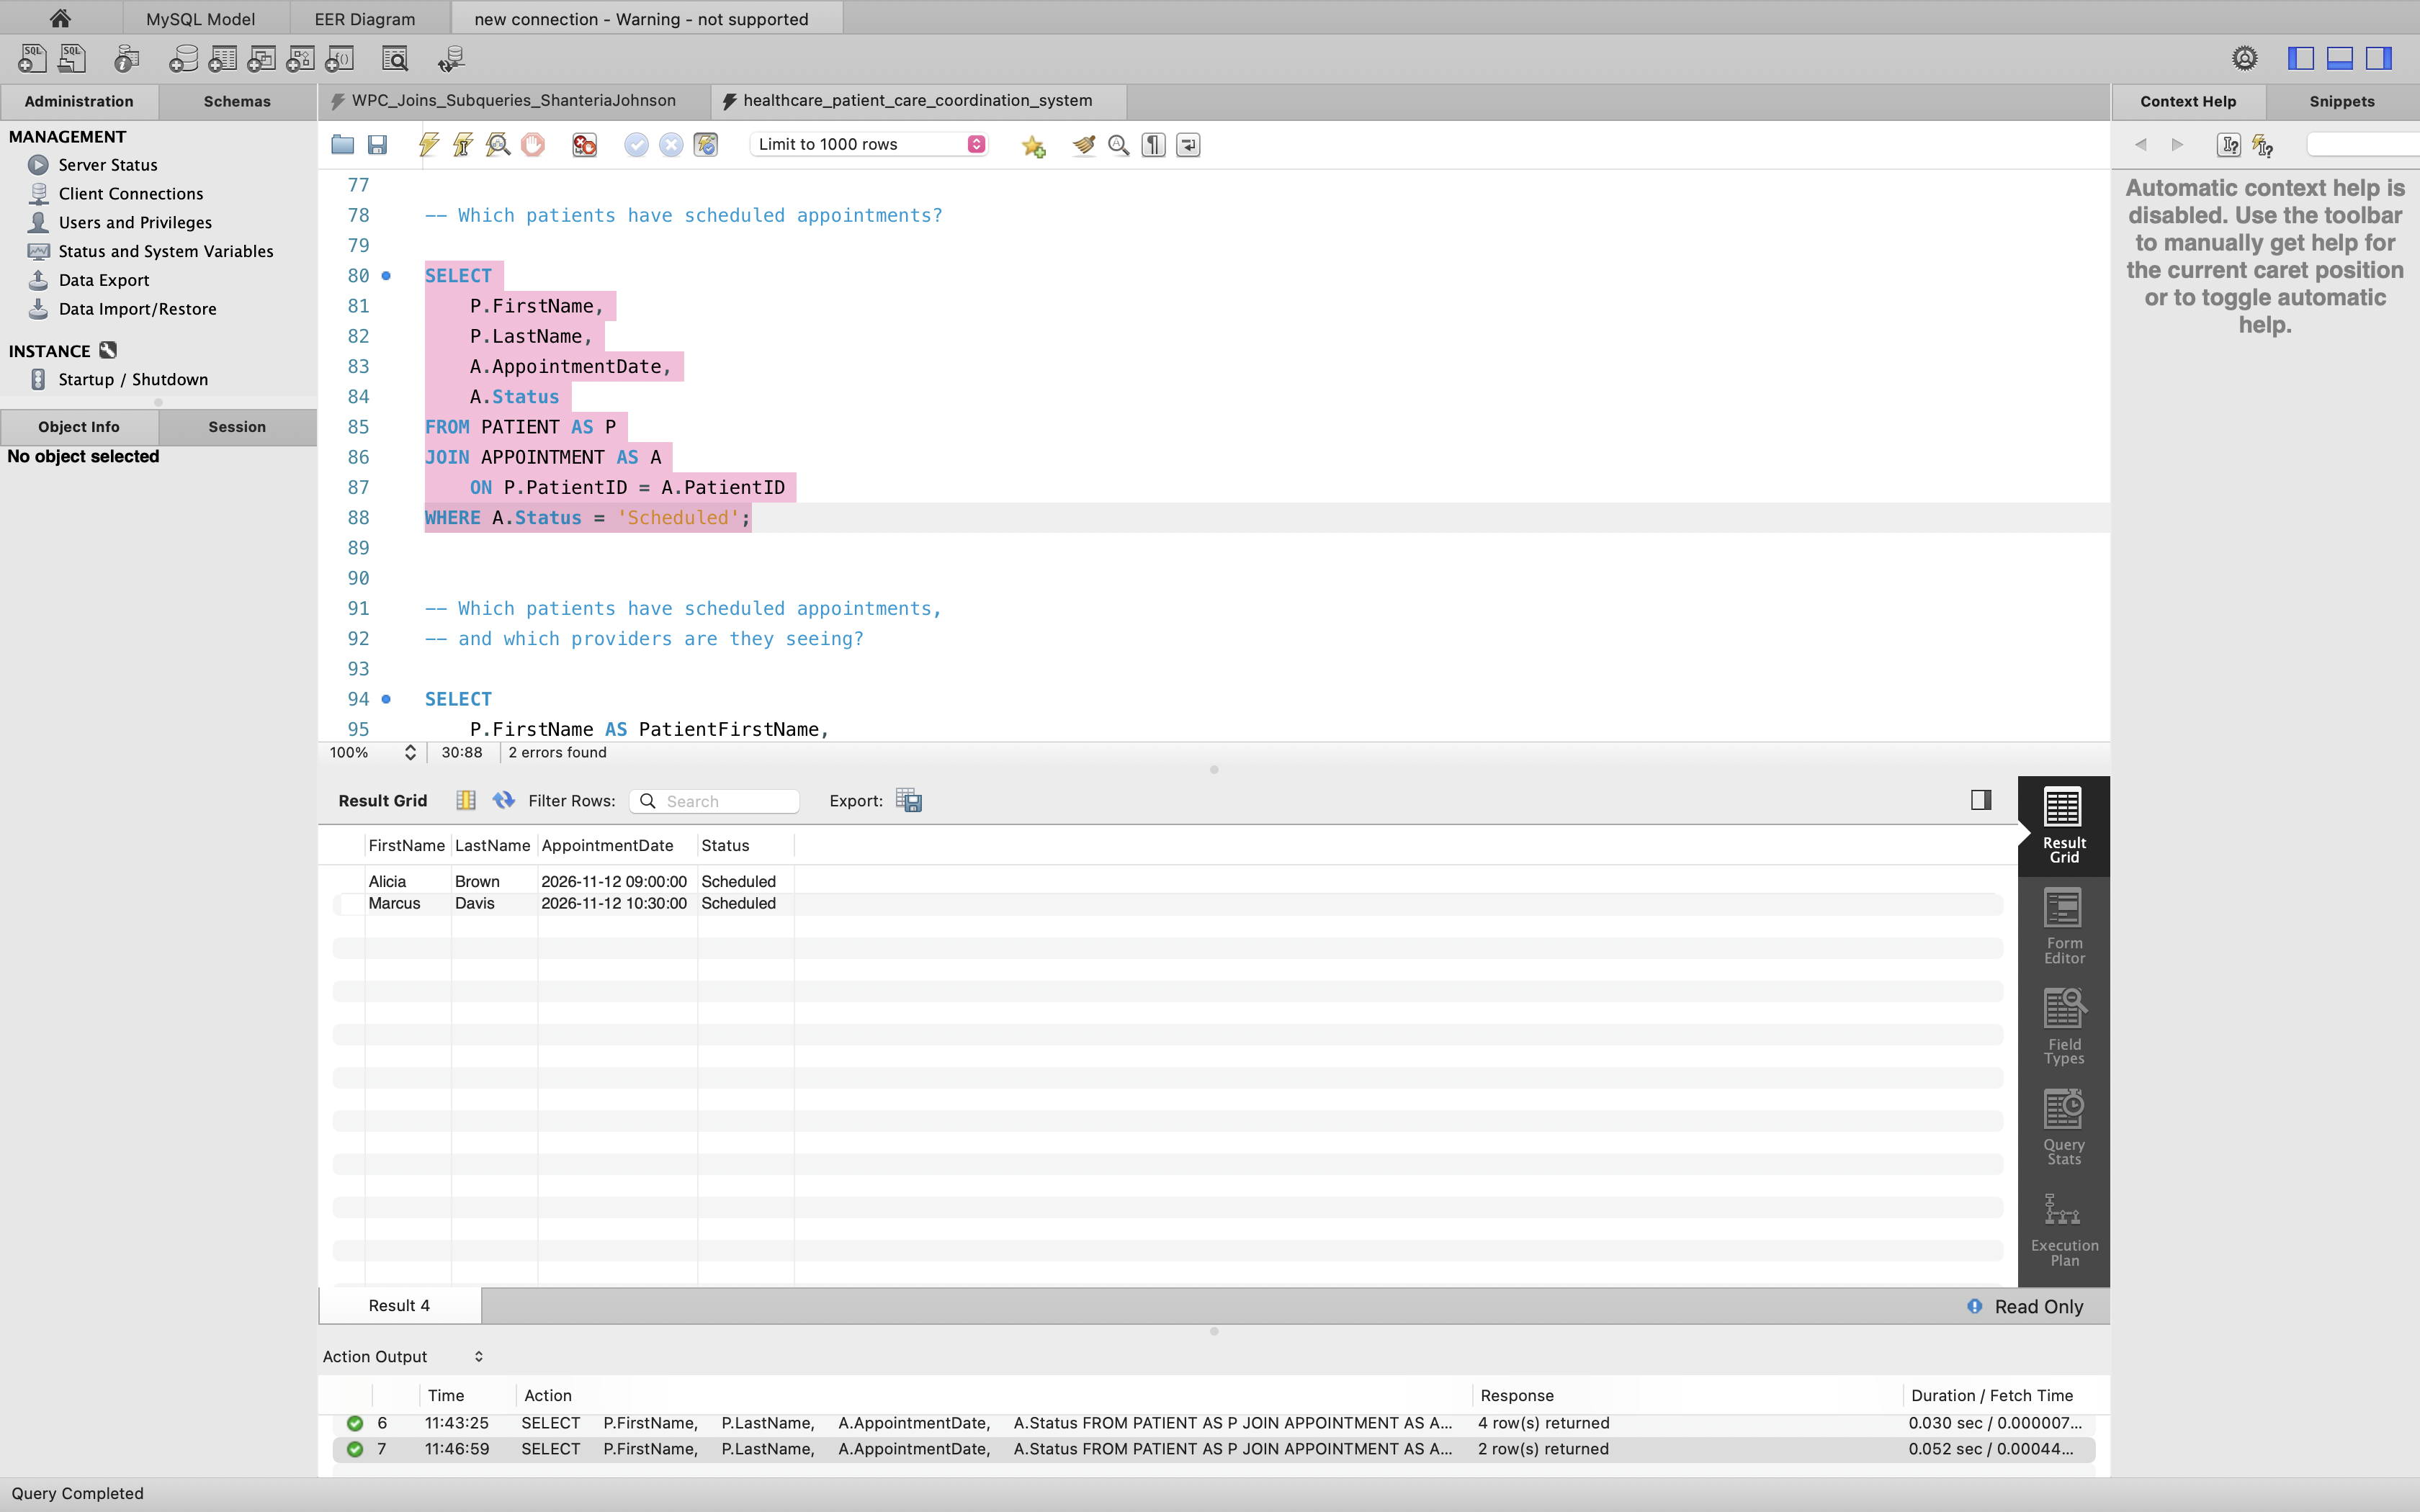 MySQL Model
EER Diagram
new connection - Warning - not supported
Administration
Schemas
MANAGEMENT
Server Status
Client Connections
Users and Privileges
Status and System Variables
Data Export
Data Import/Restore
INSTANCE
Startup / Shutdown
Object Info
Session
No object selected
WPC_Joins_Subqueries_ShanteriaJohnson
healthcare_patient_care_coordination_system
Limit to 1000 rows
77
78 -- Which patients have scheduled appointments?
79
80 SELECT
81 P.FirstName,
82 P.LastName,
83 A.AppointmentDate,
84 A.Status
85 FROM PATIENT AS P
86 JOIN APPOINTMENT AS A
87 ON P.PatientID = A.PatientID
88 WHERE A.Status = 'Scheduled';
89
90
91 -- Which patients have scheduled appointments,
92 -- and which providers are they seeing?
93
94 SELECT
95 P.FirstName AS PatientFirstName,
100% 30:88 2 errors found
Result Grid Filter Rows: Search Export:
FirstName LastName AppointmentDate Status
Alicia Brown 2026-11-12 09:00:00 Scheduled
Marcus Davis 2026-11-12 10:30:00 Scheduled
Result
Grid
Form
Editor
Field
Types
Query
Stats
Execution
Plan
Result 4
Read Only
Action Output
Time Action Response Duration / Fetch Time
6 11:43:25 SELECT P.FirstName, P.LastName, A.AppointmentDate, A.Status FROM PATIENT AS P JOIN APPOINTMENT AS A... 4 row(s) returned 0.030 sec / 0.000007...
7 11:46:59 SELECT P.FirstName, P.LastName, A.AppointmentDate, A.Status FROM PATIENT AS P JOIN APPOINTMENT AS A... 2 row(s) returned 0.052 sec / 0.00044...
Query Completed
Context Help
Snippets
Automatic context help is
disabled. Use the toolbar
to manually get help for
the current caret position
or to toggle automatic
help.